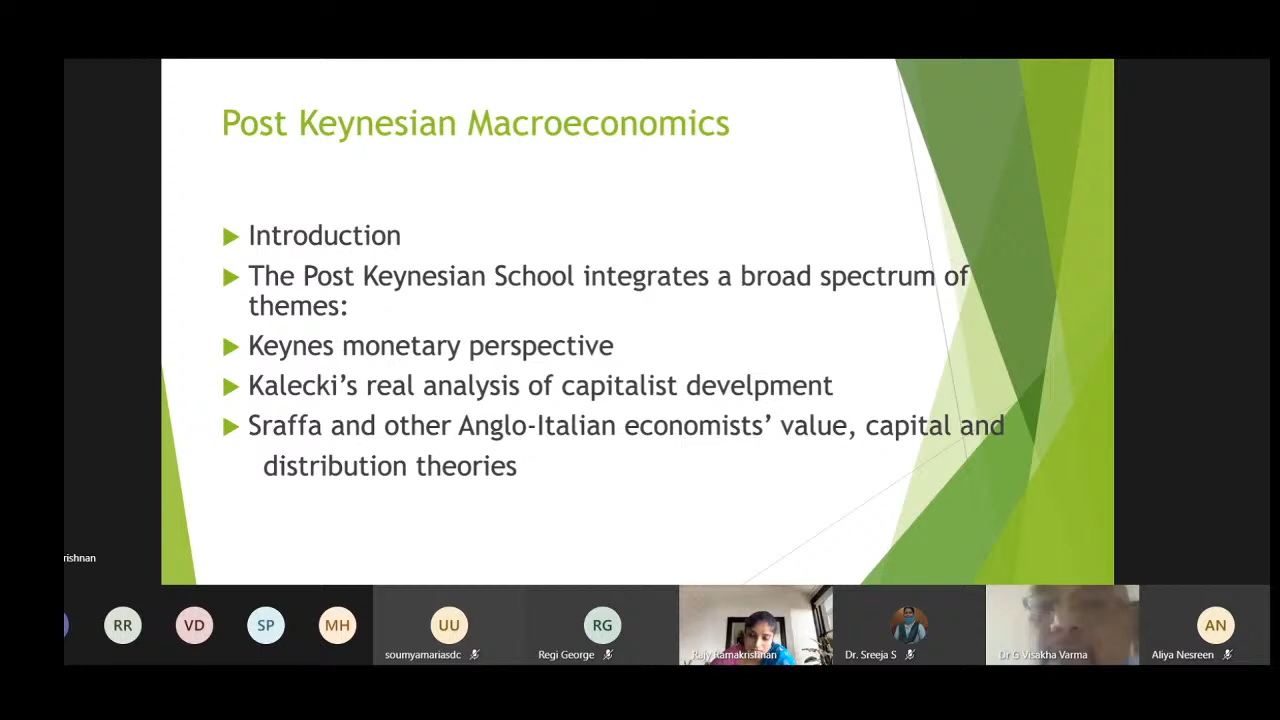 Post Keynesian Macroeconomics
Introduction
The Post Keynesian School integrates a broad spectrum of
themes:
Keynes monetary perspective
Kalecki’s real analysis of capitalist develpment
Sraffa and other Anglo-Italian economists’ value, capital and
distribution theories
rishnan
RR VD SP MH UU RG AN
soumyamariasdc Regi George Rajy Ramakrishnan Dr. Sreeja S Dr G Visakha Varma Aliya Nesreen